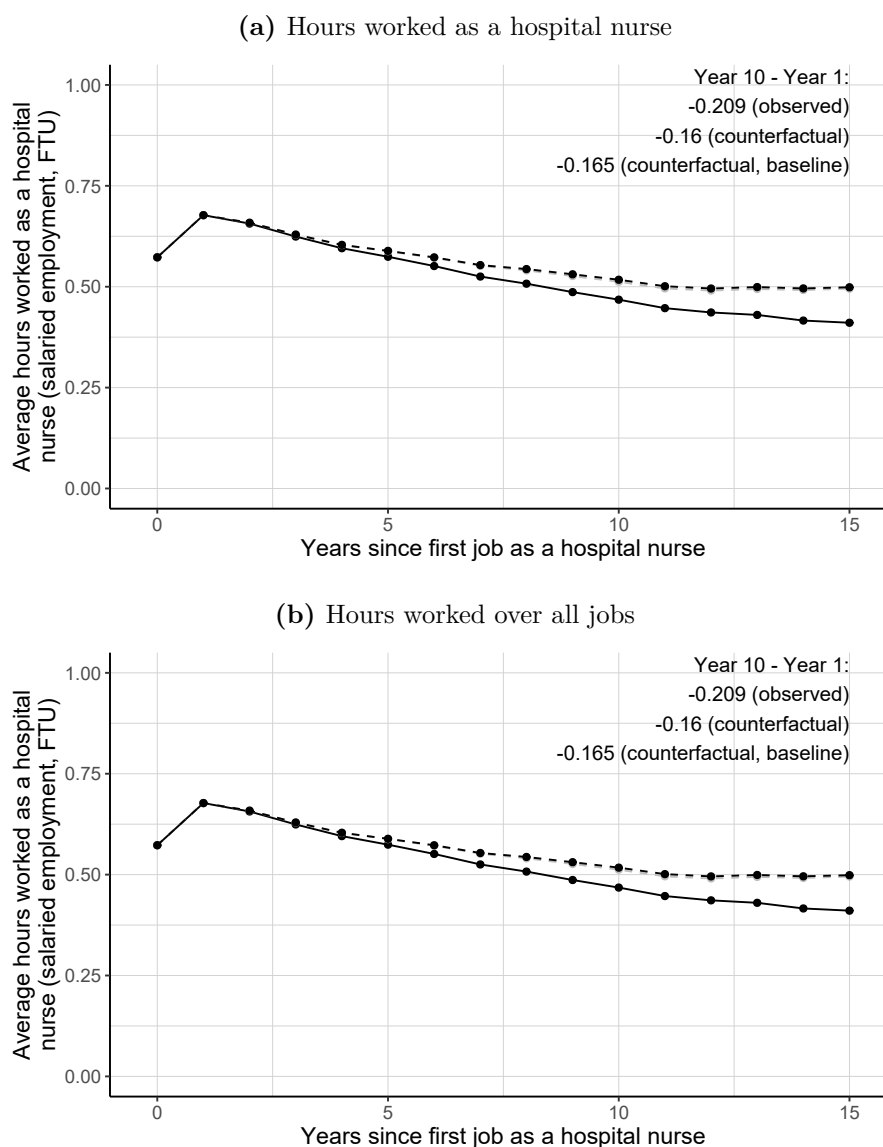 (a) Hours worked as a hospital nurse
Year 10 - Year 1:
-0.209 (observed)
-0.16 (counterfactual)
-0.165 (counterfactual, baseline)
Average hours worked as a hospital
nurse (salaried employment, FTU)
1.00
0.75
0.50
0.25
0.00
0
5
10
15
Years since first job as a hospital nurse
(b) Hours worked over all jobs
Year 10 - Year 1:
-0.209 (observed)
-0.16 (counterfactual)
-0.165 (counterfactual, baseline)
Average hours worked as a hospital
nurse (salaried employment, FTU)
1.00
0.75
0.50
0.25
0.00
0
5
10
15
Years since first job as a hospital nurse